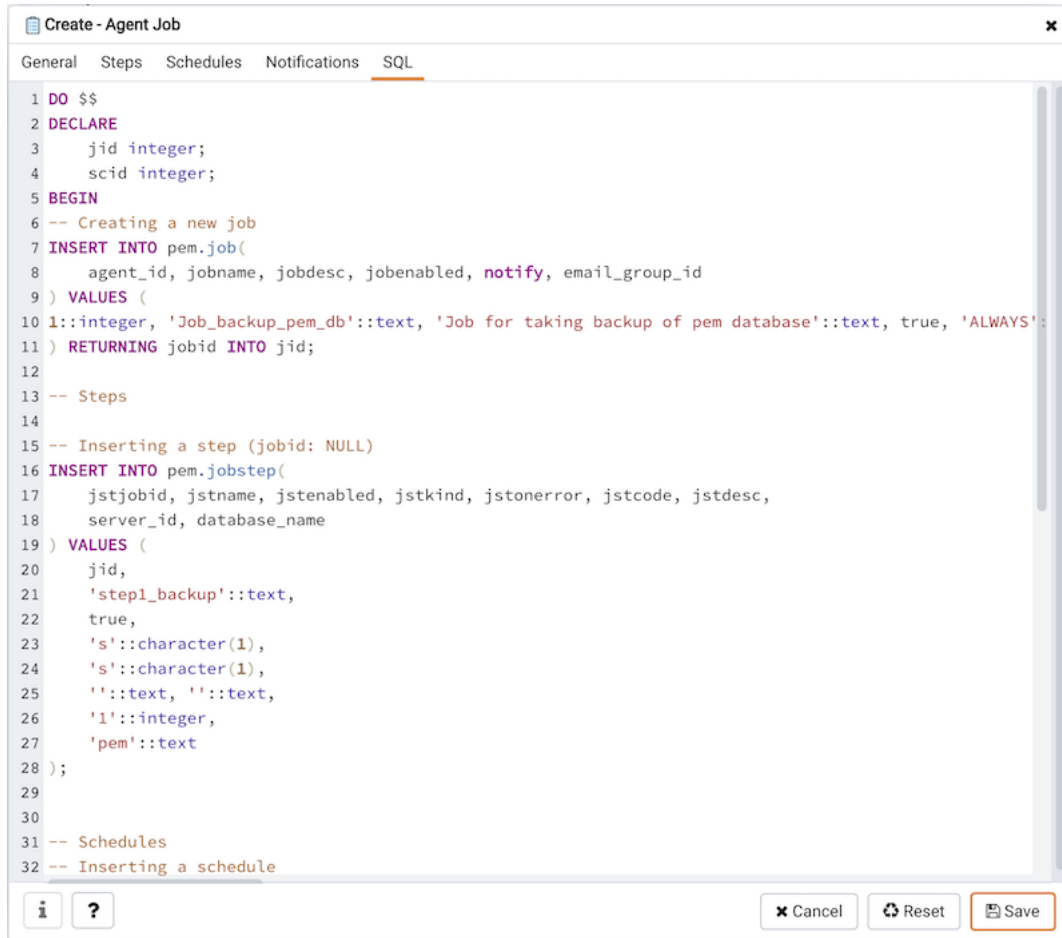 Create - Agent Job
General Steps Schedules Notifications SQL
1 DO $$
2 DECLARE
3 jid integer;
4 scid integer;
5 BEGIN
6 -- Creating a new job
7 INSERT INTO pem.job(
8 agent_id, jobname, jobdesc, jobenabled, notify, email_group_id
9 ) VALUES (
10 1::integer, 'Job_backup_pem_db'::text, 'Job for taking backup of pem database'::text, true, 'ALWAYS':
11 ) RETURNING jobid INTO jid;
12
13 -- Steps
14
15 -- Inserting a step (jobid: NULL)
16 INSERT INTO pem.jobstep(
17 jstjobid, jstname, jstenabled, jstkind, jstonerror, jstcode, jstdesc,
18 server_id, database_name
19 ) VALUES (
20 jid,
21 'step1_backup'::text,
22 true,
23 's'::character(1),
24 's'::character(1),
25 ''::text, ''::text,
26 '1'::integer,
27 'pem'::text
28 );
29
30
31 -- Schedules
32 -- Inserting a schedule
i ? Cancel Reset Save